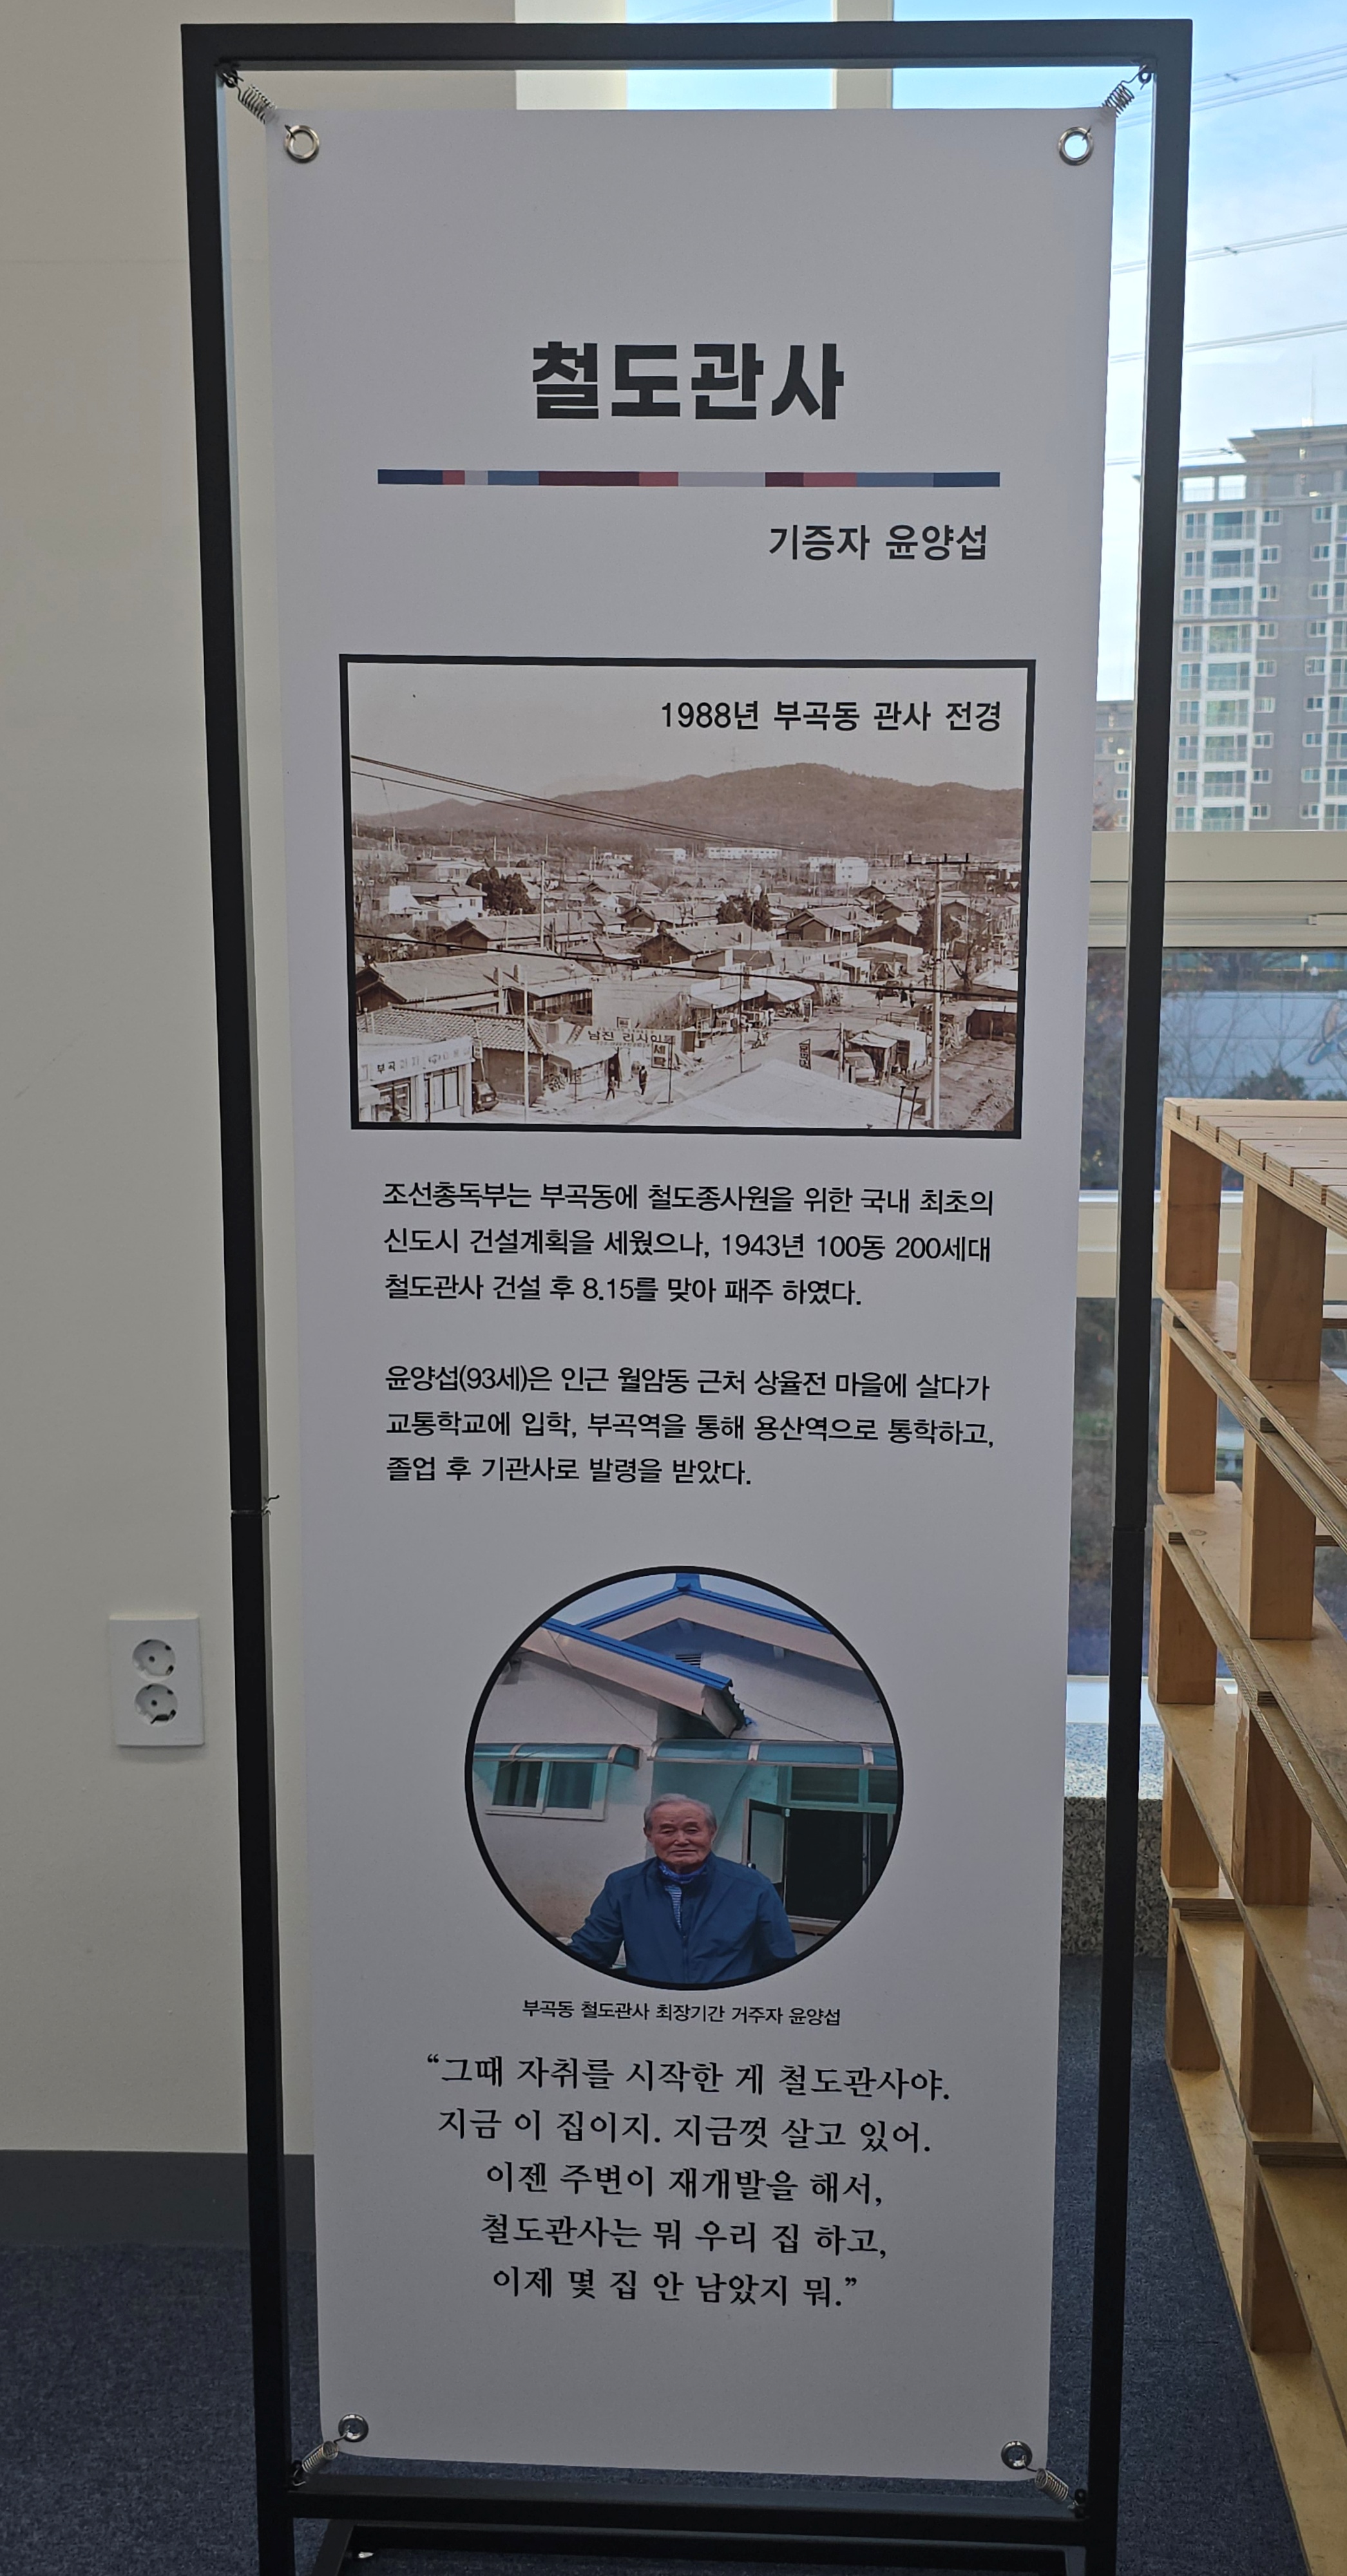 철도관사
기증자 윤양섭
1988년 부곡동 관사 전경
남진 리사이클
부곡
조선총독부는 부곡동에 철도종사원을 위한 국내 최초의
신도시 건설계획을 세웠으나, 1943년 100동 200세대
철도관사 건설 후 8.15를 맞아 패주 하였다.
윤양섭(93세)은 인근 월암동 근처 상율전 마을에 살다가
교통학교에 입학, 부곡역을 통해 용산역으로 통학하고,
졸업 후 기관사로 발령을 받았다.
부곡동 철도관사 최장기간 거주자 윤양섭
“그때 자취를 시작한 게 철도관사야.
지금 이 집이지. 지금껏 살고 있어.
이젠 주변이 재개발을 해서,
철도관사는 뭐 우리 집 하고,
이제 몇 집 안 남았지 뭐.”